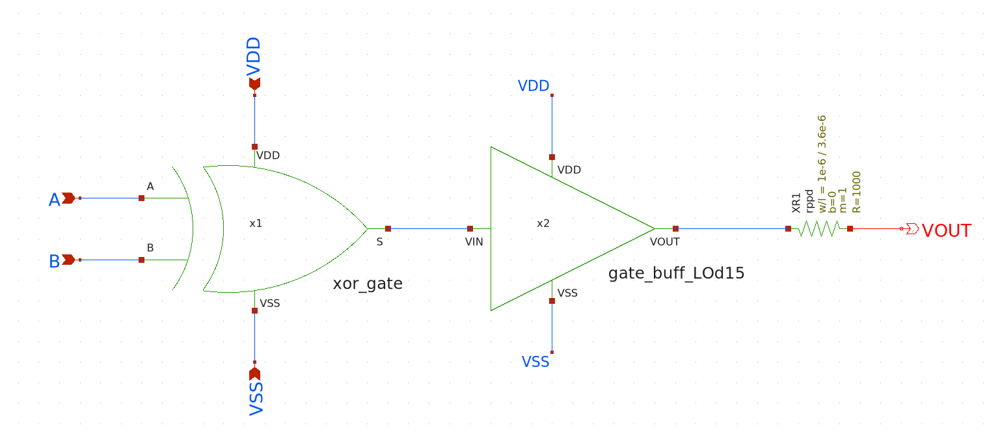 VDD
VDD
A
A
B
B
x1
S
xor_gate
VSS
VSS
VDD
VDD
VIN
x2
VOUT
gate_buff_LOd15
VSS
VSS
XR1
rppd
w/l = 1e-6 / 3.6e-6
b=0
m=1
R=1000
VOUT